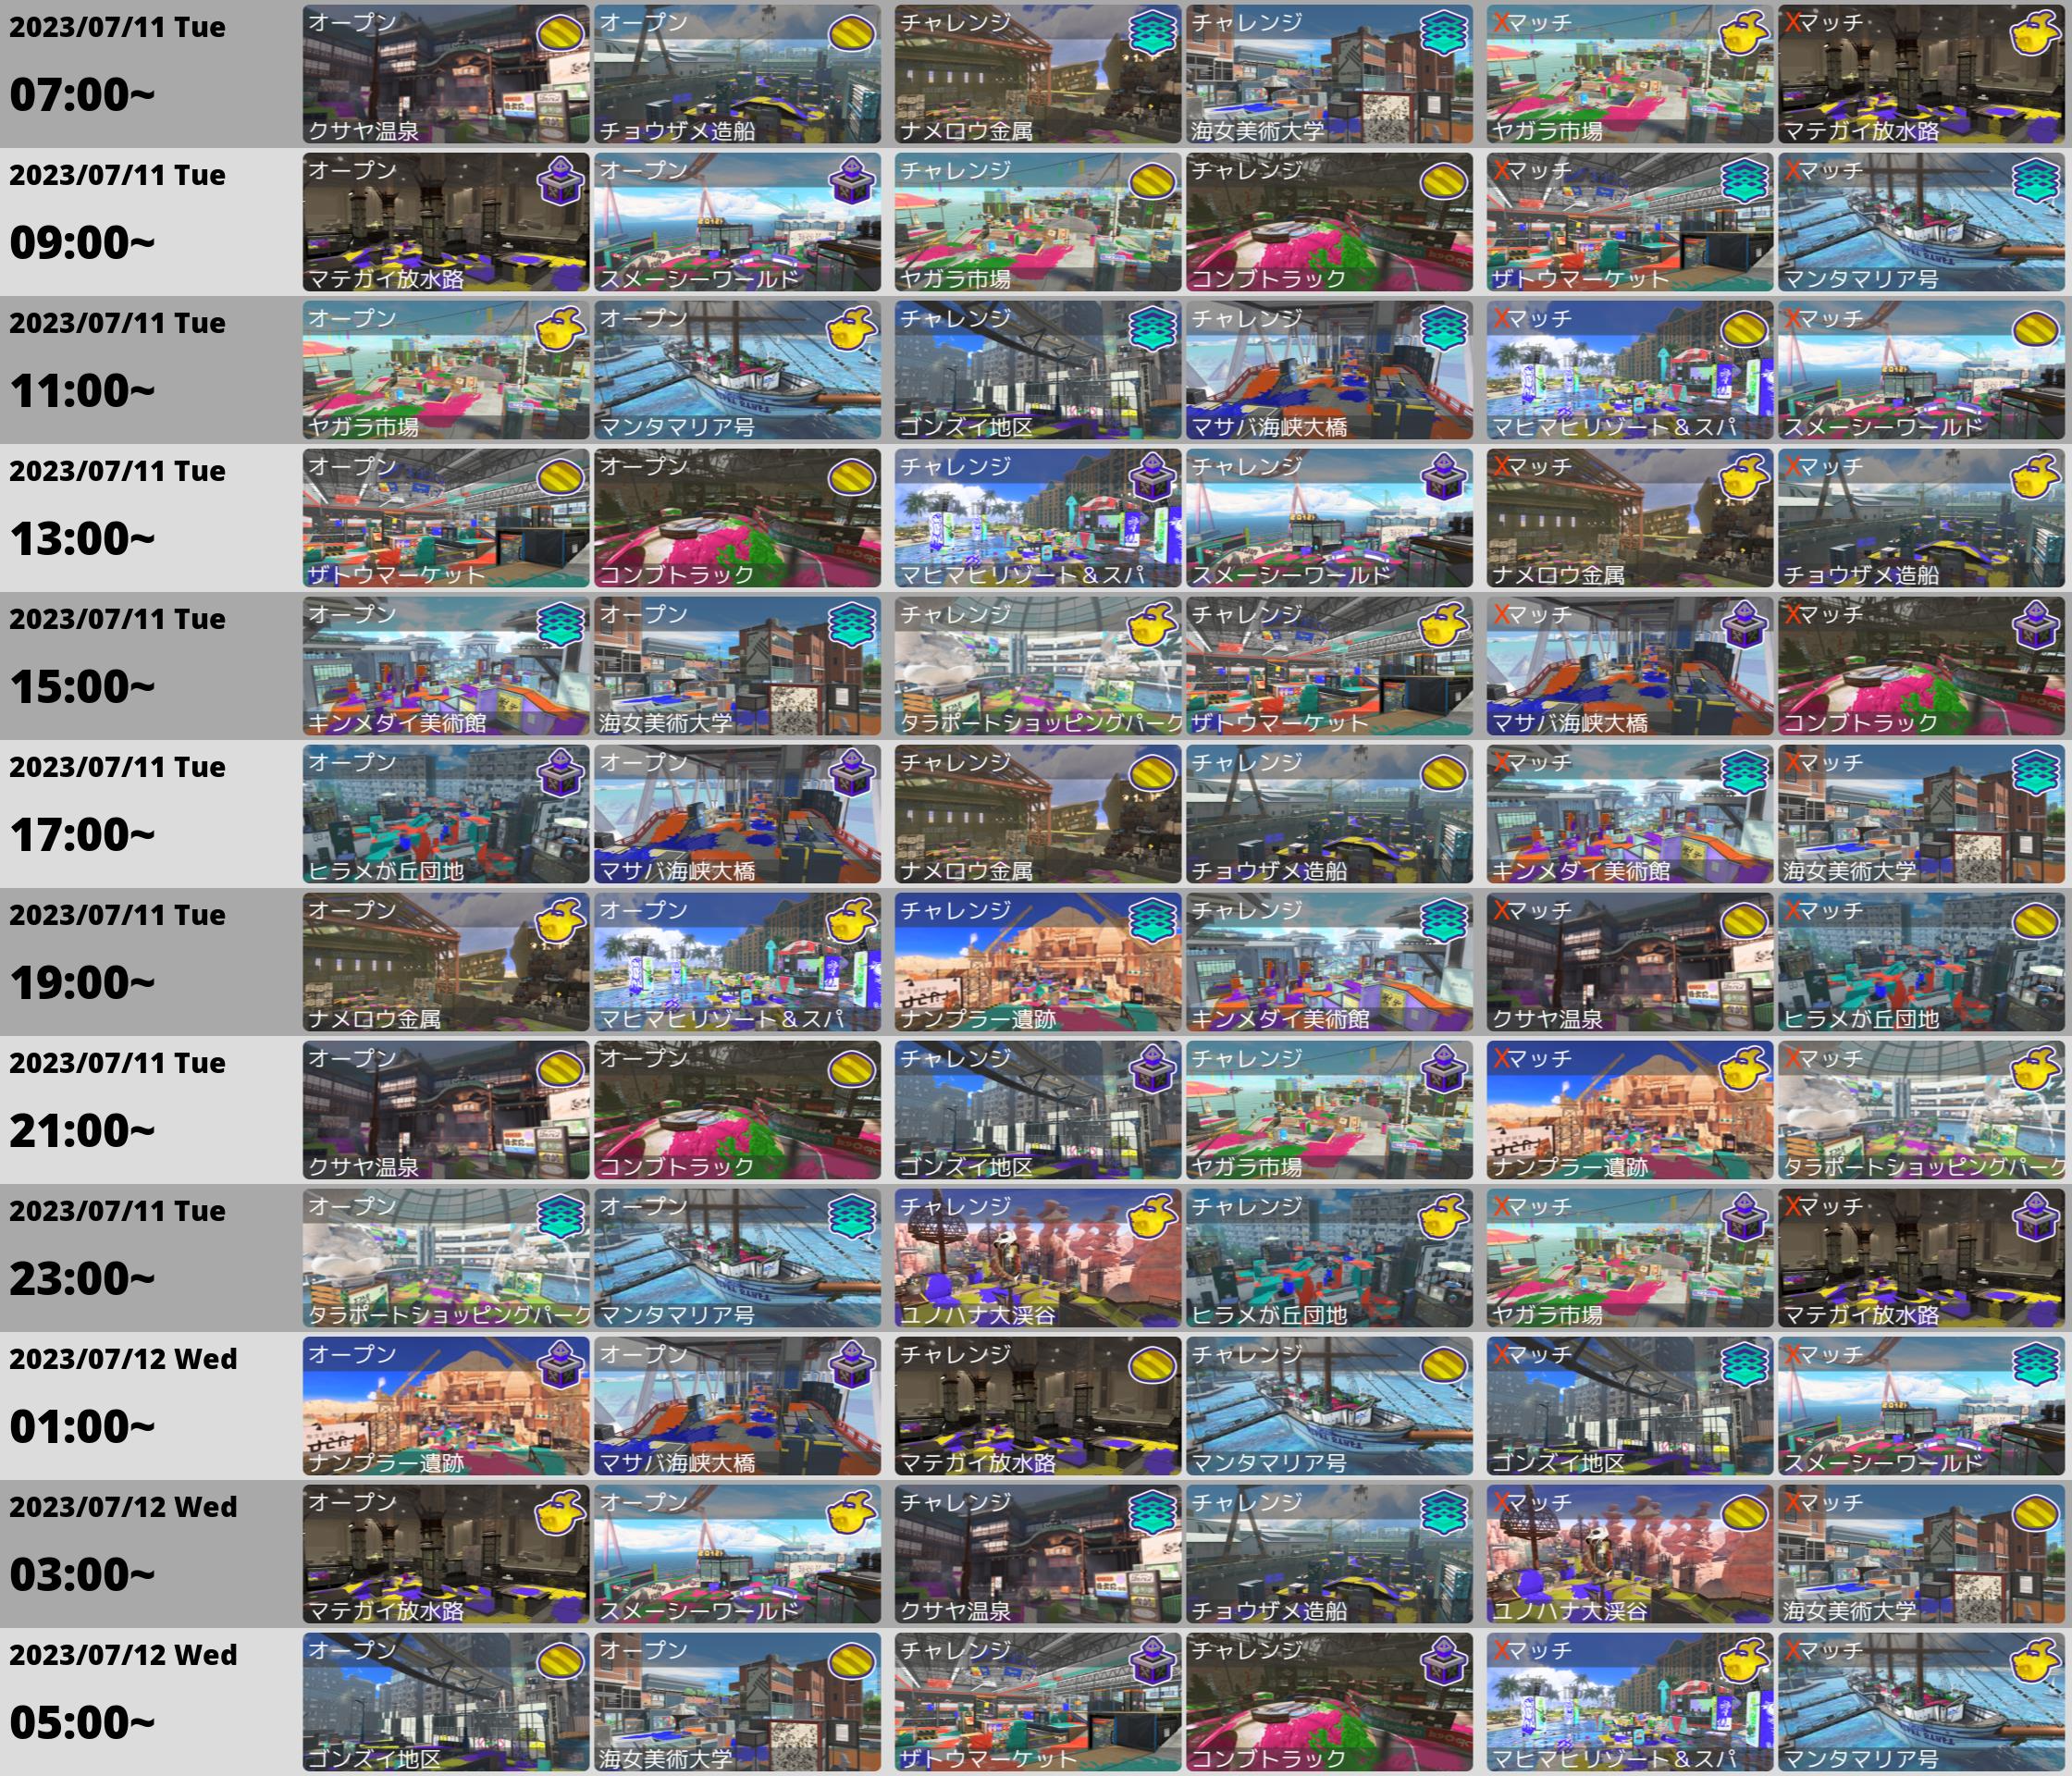 2023/07/11 Tue
07:00~
オープン オープン チャレンジ チャレンジ Xマッチ Xマッチ
クサヤ温泉 チョウザメ造船 ナメロウ金属 海女美術大学 ヤガラ市場 マテガイ放水路
2023/07/11 Tue
09:00~
オープン オープン チャレンジ チャレンジ Xマッチ Xマッチ
マテガイ放水路 スメーシーワールド ヤガラ市場 コンブトラック ザトウマーケット マンタマリア号
2023/07/11 Tue
11:00~
オープン オープン チャレンジ チャレンジ Xマッチ Xマッチ
ヤガラ市場 マンタマリア号 ゴンズイ地区 マサバ海峡大橋 マヒマヒリゾート&スパ スメーシーワールド
2023/07/11 Tue
13:00~
オープン オープン チャレンジ チャレンジ Xマッチ Xマッチ
ザトウマーケット コンブトラック マヒマヒリゾート&スパ スメーシーワールド ナメロウ金属 チョウザメ造船
2023/07/11 Tue
15:00~
オープン オープン チャレンジ チャレンジ Xマッチ Xマッチ
キンメダイ美術館 海女美術大学 タラポートショッピングパーク ザトウマーケット マサバ海峡大橋 コンブトラック
2023/07/11 Tue
17:00~
オープン オープン チャレンジ チャレンジ Xマッチ Xマッチ
ヒラメが丘団地 マサバ海峡大橋 ナメロウ金属 チョウザメ造船 キンメダイ美術館 海女美術大学
2023/07/11 Tue
19:00~
オープン オープン チャレンジ チャレンジ Xマッチ Xマッチ
ナメロウ金属 マヒマヒリゾート&スパ ナンプラー遺跡 キンメダイ美術館 クサヤ温泉 ヒラメが丘団地
2023/07/11 Tue
21:00~
オープン オープン チャレンジ チャレンジ Xマッチ Xマッチ
クサヤ温泉 コンブトラック ゴンズイ地区 ヤガラ市場 ナンプラー遺跡 タラポートショッピングパーク
2023/07/11 Tue
23:00~
オープン オープン チャレンジ チャレンジ Xマッチ Xマッチ
タラポートショッピングパーク マンタマリア号 ユノハナ大渓谷 ヒラメが丘団地 ヤガラ市場 マテガイ放水路
2023/07/12 Wed
01:00~
オープン オープン チャレンジ チャレンジ Xマッチ Xマッチ
ナンプラー遺跡 マサバ海峡大橋 マテガイ放水路 マンタマリア号 ゴンズイ地区 スメーシーワールド
2023/07/12 Wed
03:00~
オープン オープン チャレンジ チャレンジ Xマッチ Xマッチ
マテガイ放水路 スメーシーワールド クサヤ温泉 チョウザメ造船 ユノハナ大渓谷 海女美術大学
2023/07/12 Wed
05:00~
オープン オープン チャレンジ チャレンジ Xマッチ Xマッチ
ゴンズイ地区 海女美術大学 ザトウマーケット コンブトラック マヒマヒリゾート&スパ マンタマリア号